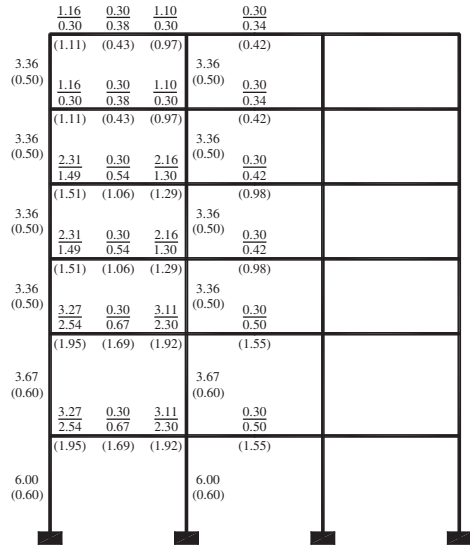 1.16 0.30 1.10 0.30
0.30 0.38 0.30 0.34
(1.11) (0.43) (0.97) (0.42)
3.36 3.36
(0.50) (0.50)
1.16 0.30 1.10 0.30
0.30 0.38 0.30 0.34
(1.11) (0.43) (0.97) (0.42)
3.36 3.36
(0.50) (0.50)
2.31 0.30 2.16 0.30
1.49 0.54 1.30 0.42
(1.51) (1.06) (1.29) (0.98)
3.36 3.36
(0.50) (0.50)
2.31 0.30 2.16 0.30
1.49 0.54 1.30 0.42
(1.51) (1.06) (1.29) (0.98)
3.36 3.36
(0.50) (0.50)
3.27 0.30 3.11 0.30
2.54 0.67 2.30 0.50
(1.95) (1.69) (1.92) (1.55)
3.67 3.67
(0.60) (0.60)
3.27 0.30 3.11 0.30
2.54 0.67 2.30 0.50
(1.95) (1.69) (1.92) (1.55)
6.00 6.00
(0.60) (0.60)